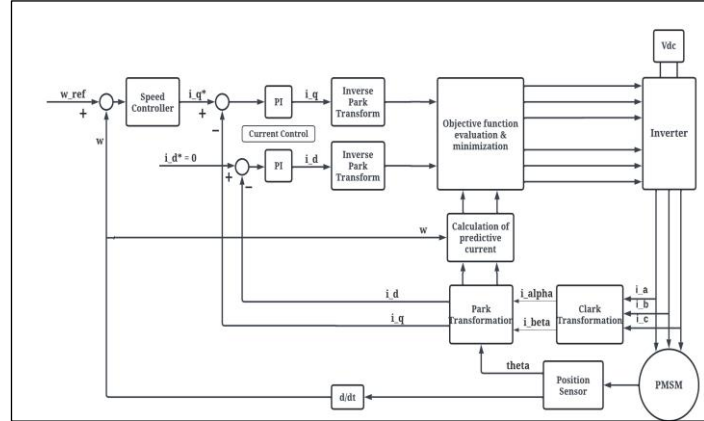 Vdc
w_ref
+
Speed
Controller
i_q*
+
−
PI
i_q
Inverse
Park
Transform
Objective function
evaluation &
minimization
Inverter
w
Current Control
i_d* = 0
+
−
PI
i_d
Inverse
Park
Transform
w
Calculation of
predictive
current
i_d
i_q
Park
Transformation
i_alpha
i_beta
Clark
Transformation
i_a
i_b
i_c
theta
Position
Sensor
PMSM
d/dt